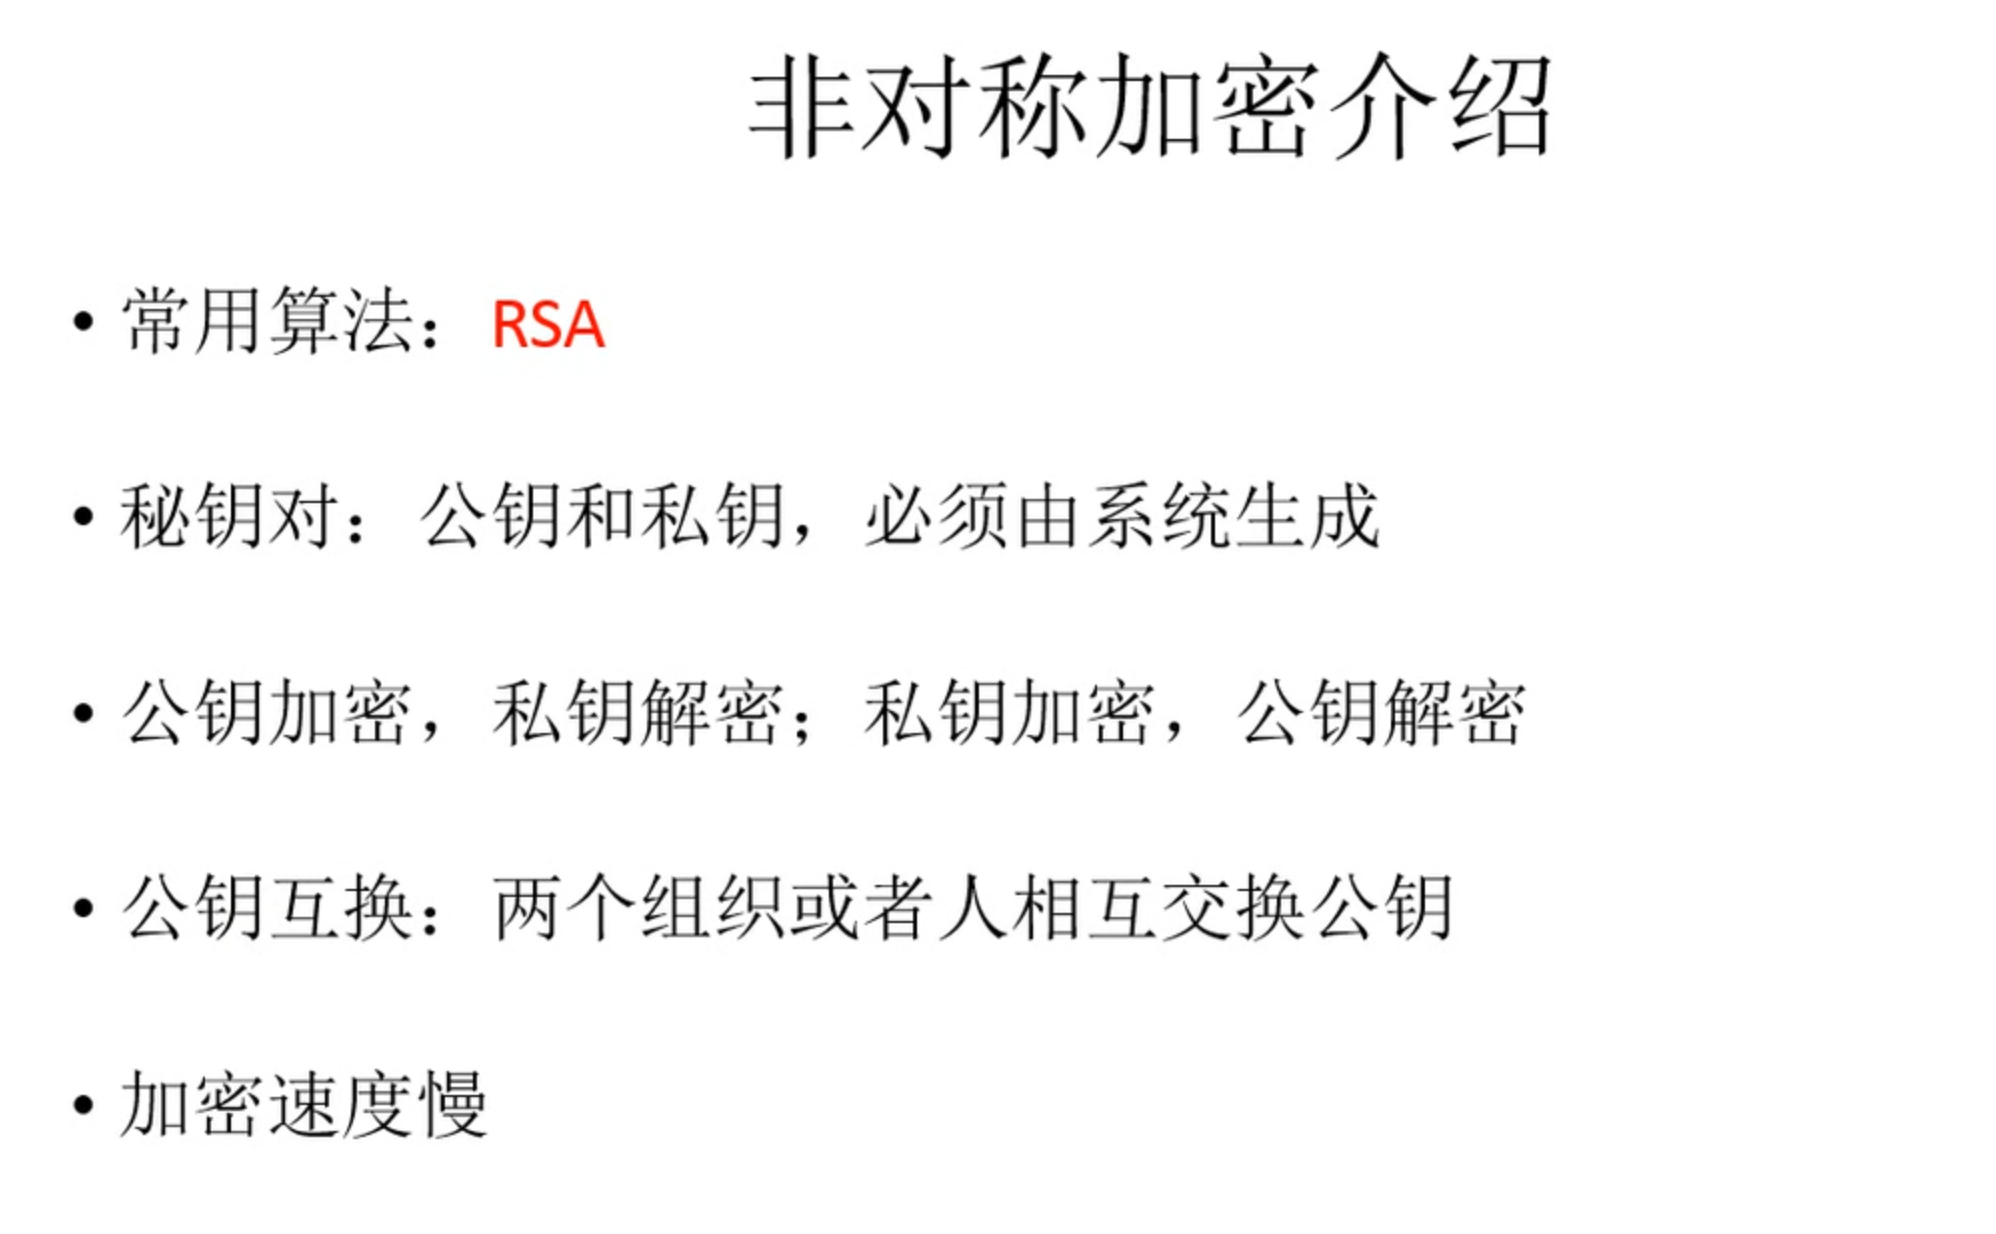 非对称加密介绍
• 常用算法：RSA
• 秘钥对：公钥和私钥，必须由系统生成
• 公钥加密，私钥解密；私钥加密，公钥解密
• 公钥互换：两个组织或者人相互交换公钥
• 加密速度慢